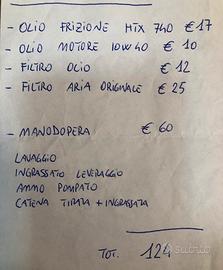 - OLIO FRIZIONE HTX 740 € 17
- OLIO MOTORE 10W40 € 10
- FILTRO OLIO € 12
- FILTRO ARIA ORIGINALE € 25
- MANODOPERA € 60
LAVAGGIO
INGRASSATO LEVERAGGIO
AMMO POMPATO
CATENA TIRATA + INGRASSATA
TOT. 124
Subito